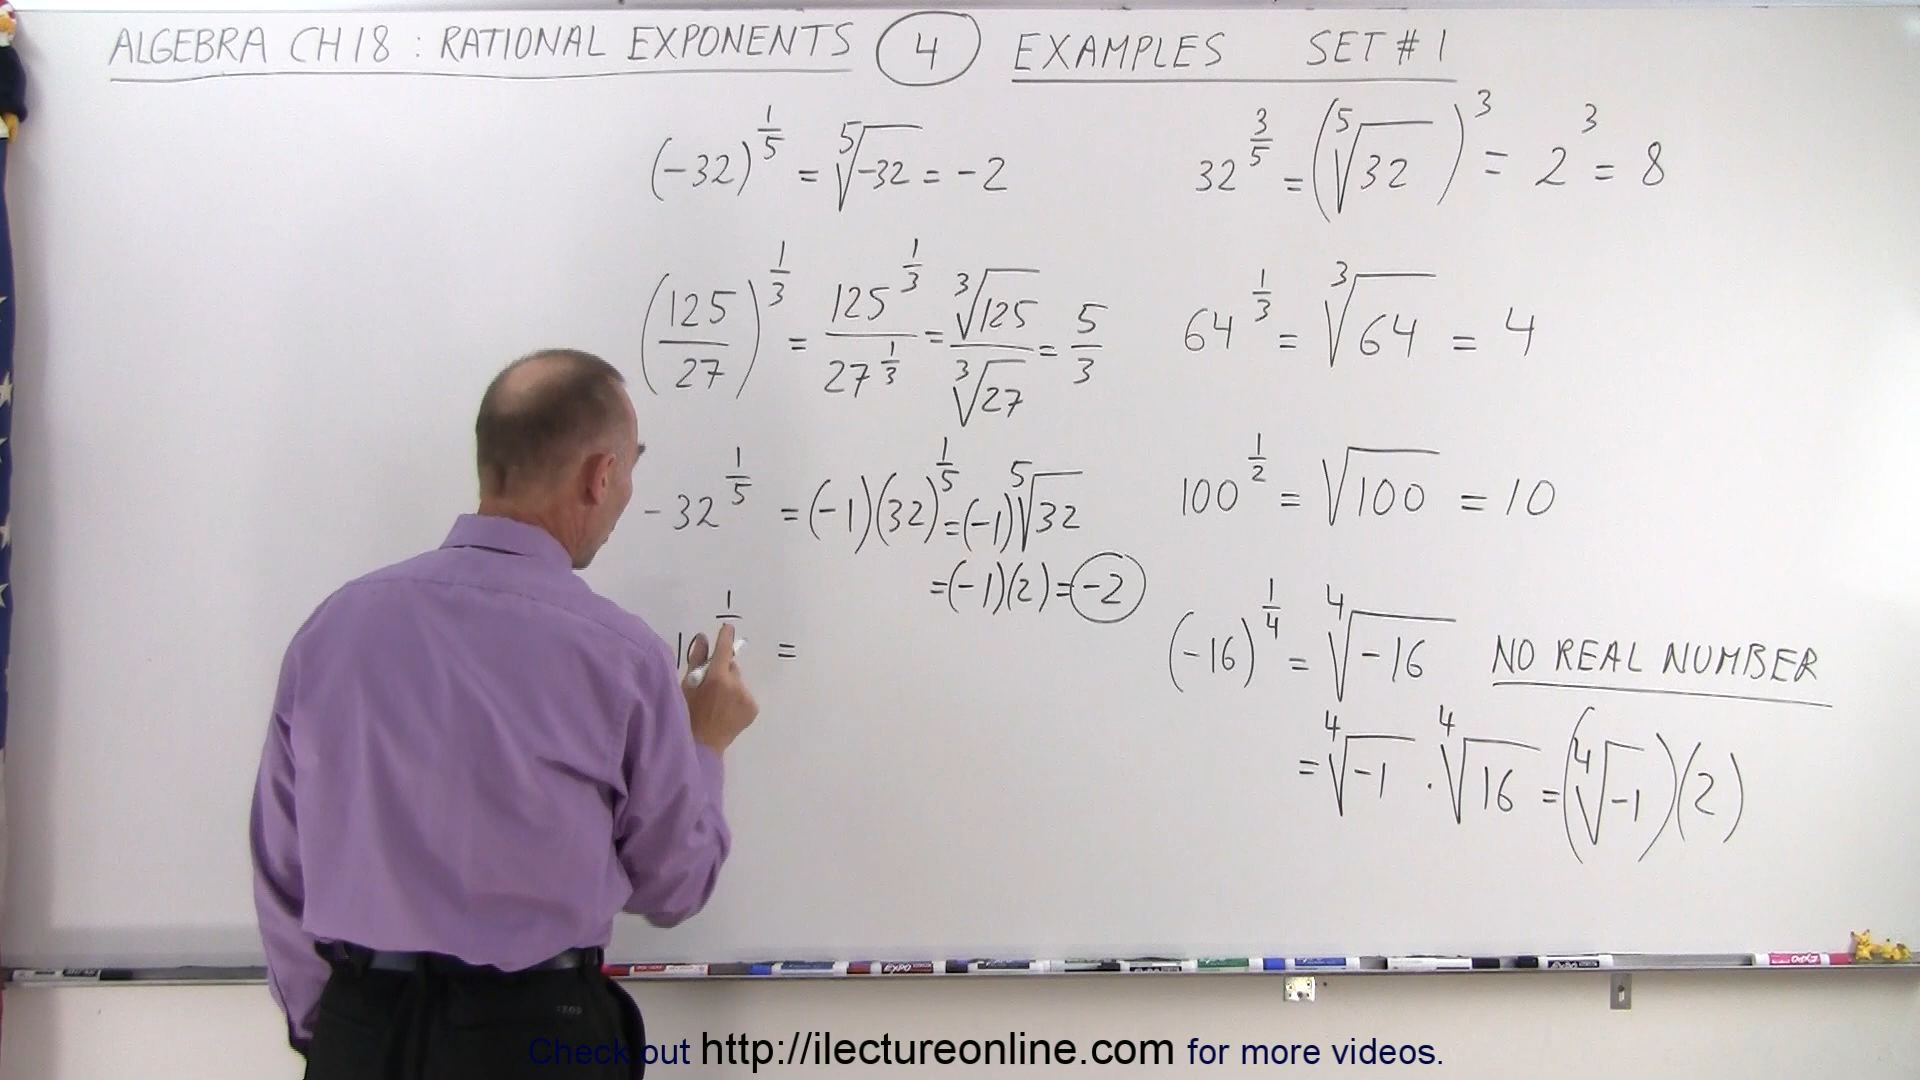 ALGEBRA CH 18 : RATIONAL EXPONENTS 4 EXAMPLES SET # 1
(-32)^(1/5) = ⁵√-32 = -2
(125/27)^(1/3) = 125^(1/3)/27^(1/3) = ³√125/³√27 = 5/3
-32^(1/5) = (-1)(32)^(1/5) = (-1)⁵√32
= (-1)(2) = -2
=
32^(3/5) = (⁵√32)^3 = 2^3 = 8
64^(1/3) = ³√64 = 4
100^(1/2) = √100 = 10
(-16)^(1/4) = ⁴√-16 NO REAL NUMBER
= ⁴√-1 · ⁴√16 = (⁴√-1)(2)
EXPO
EXPO
Check out http://ilectureonline.com for more videos.